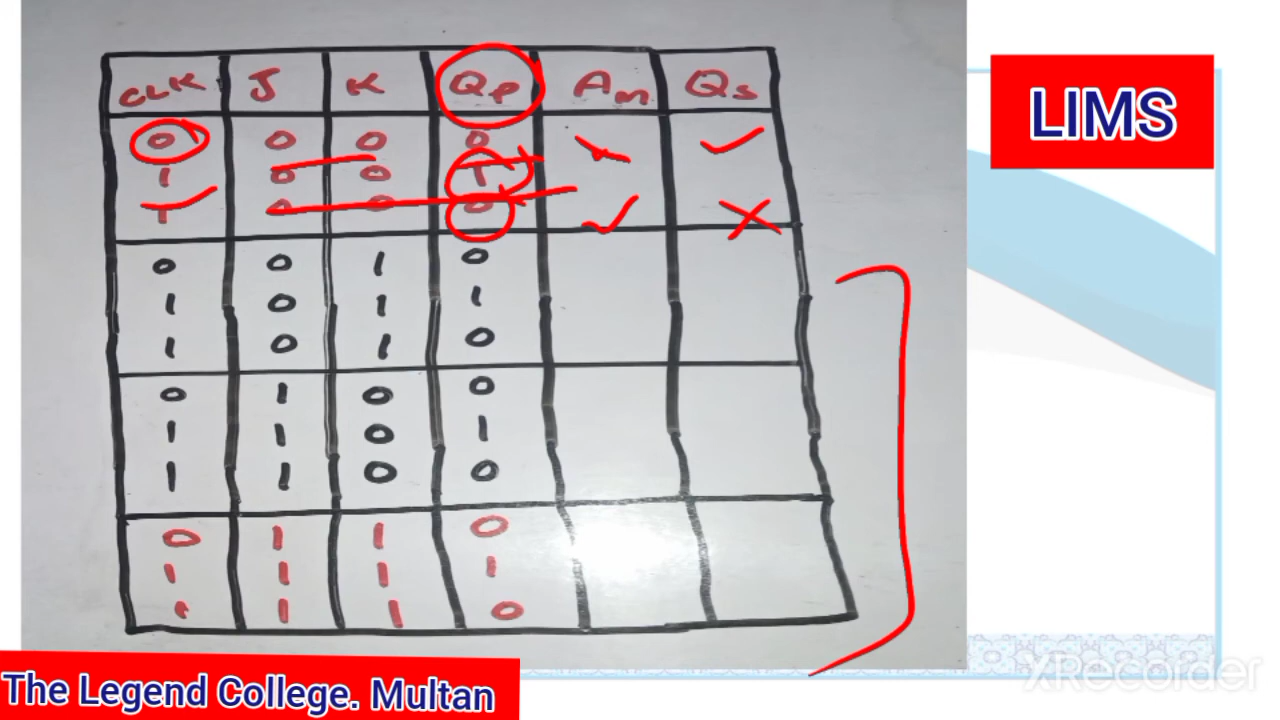 CLK J K Qp Am Qs
0 0 0 0
1 0 0 1
1 0 0 0
0 0 1 0
1 0 1 1
1 0 1 0
0 1 0 0
1 1 0 1
1 1 0 0
0 1 1 0
1 1 1 1
1 1 1 0
LIMS
The Legend College. Multan
XRecorder